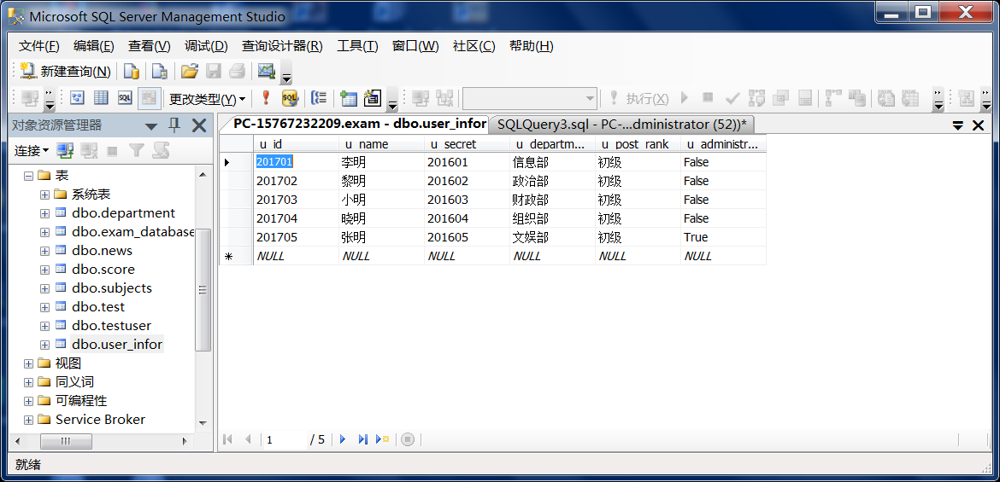 Microsoft SQL Server Management Studio
文件(F) 编辑(E) 查看(V) 调试(D) 查询设计器(R) 工具(T) 窗口(W) 社区(C) 帮助(H)
新建查询(N)
更改类型(Y) 执行(X)
对象资源管理器
连接
表
系统表
dbo.department
dbo.exam_database
dbo.news
dbo.score
dbo.subjects
dbo.test
dbo.testuser
dbo.user_infor
视图
同义词
可编程性
Service Broker
PC-15767232209.exam - dbo.user_infor SQLQuery3.sql - PC-...dministrator (52))*
u_id u_name u_secret u_departm... u_post_rank u_administr...
201701 李明 201601 信息部 初级 False
201702 黎明 201602 政治部 初级 False
201703 小明 201603 财政部 初级 False
201704 晓明 201604 组织部 初级 False
201705 张明 201605 文娱部 初级 True
NULL NULL NULL NULL NULL NULL
1 / 5
就绪